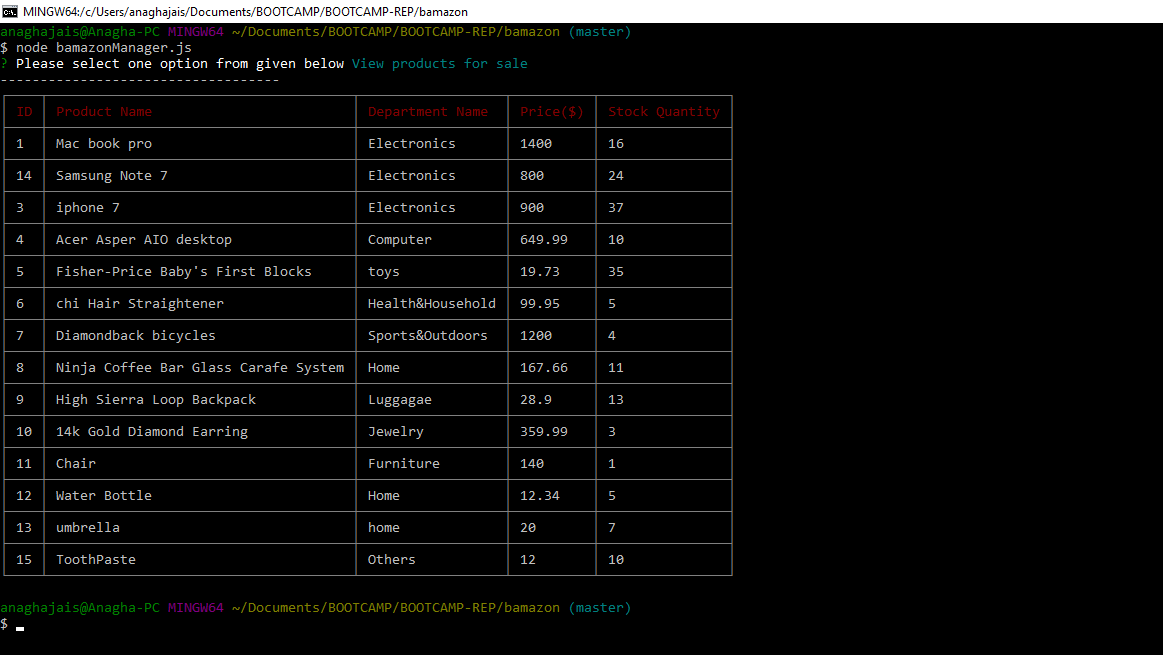 MINGW64:/c/Users/anaghajais/Documents/BOOTCAMP/BOOTCAMP-REP/bamazon
anaghajais@Anagha-PC MINGW64 ~/Documents/BOOTCAMP/BOOTCAMP-REP/bamazon (master)
$ node bamazonManager.js
? Please select one option from given below View products for sale
-----------------------------------
ID Product Name Department Name Price($) Stock Quantity
1 Mac book pro Electronics 1400 16
14 Samsung Note 7 Electronics 800 24
3 iphone 7 Electronics 900 37
4 Acer Asper AIO desktop Computer 649.99 10
5 Fisher-Price Baby's First Blocks toys 19.73 35
6 chi Hair Straightener Health&Household 99.95 5
7 Diamondback bicycles Sports&Outdoors 1200 4
8 Ninja Coffee Bar Glass Carafe System Home 167.66 11
9 High Sierra Loop Backpack Luggagae 28.9 13
10 14k Gold Diamond Earring Jewelry 359.99 3
11 Chair Furniture 140 1
12 Water Bottle Home 12.34 5
13 umbrella home 20 7
15 ToothPaste Others 12 10
anaghajais@Anagha-PC MINGW64 ~/Documents/BOOTCAMP/BOOTCAMP-REP/bamazon (master)
$